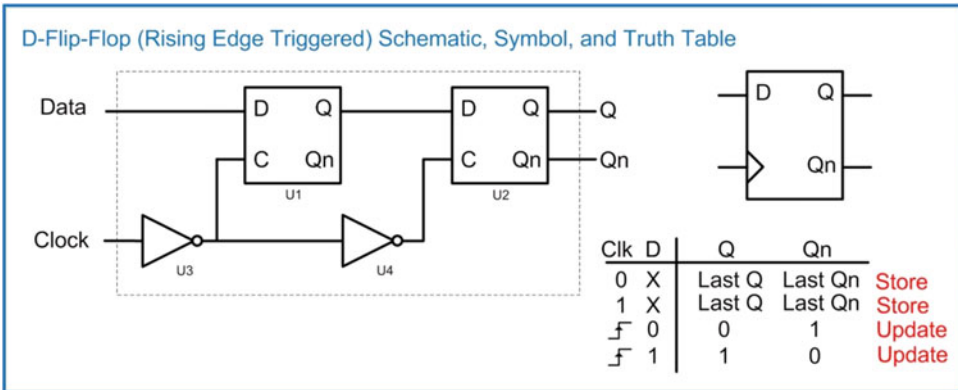 D-Flip-Flop (Rising Edge Triggered) Schematic, Symbol, and Truth Table
Data
D Q
C Qn
U1
D Q
C Qn
U2
Q
Qn
Clock
U3
U4
D Q
Qn
Clk D Q Qn
0 X Last Q Last Qn Store
1 X Last Q Last Qn Store
0 0 1 Update
1 1 0 Update